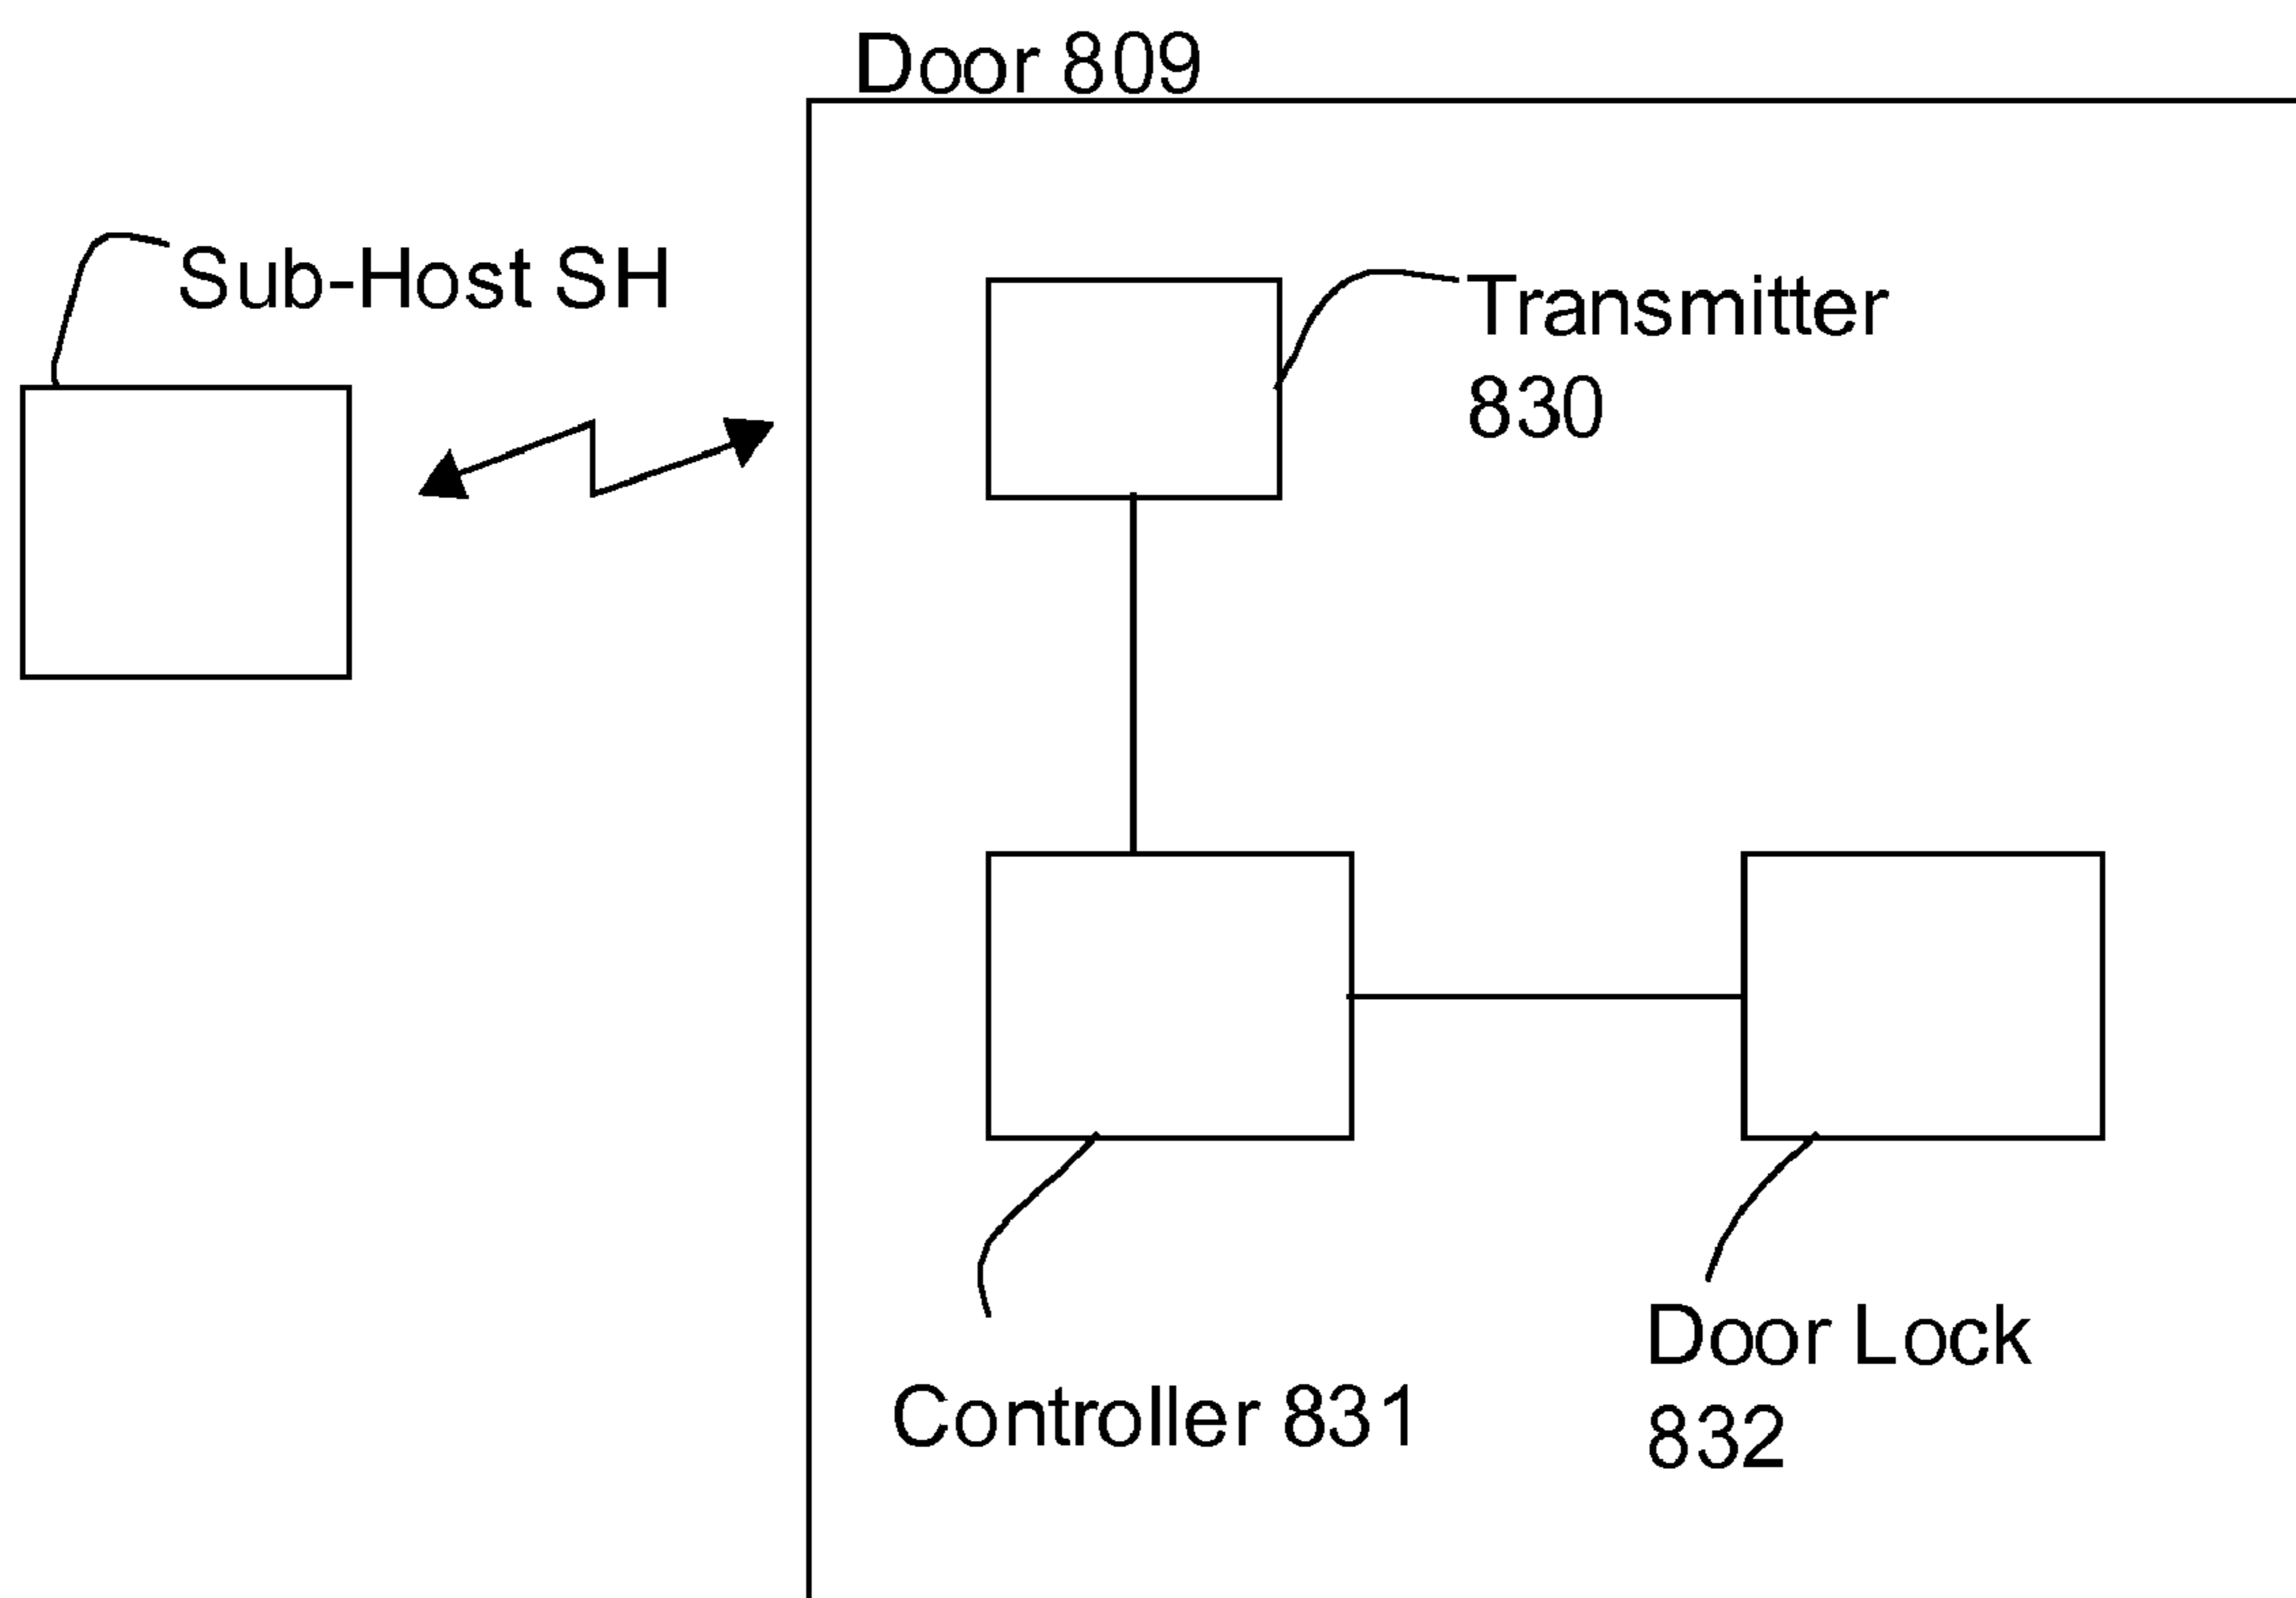 Door 809
Sub-Host SH
Transmitter
830
Controller 831
Door Lock
832